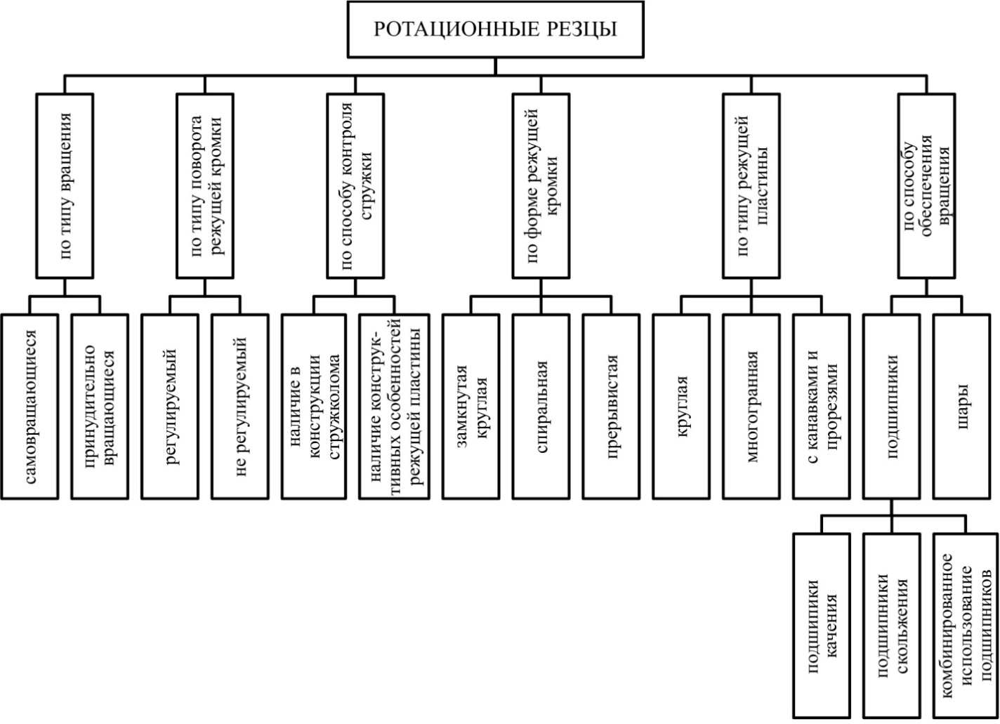 РОТАЦИОННЫЕ РЕЗЦЫ
по типу вращения
по типу поворота
режущей кромки
по способу контроля
стружки
по форме режущей
кромки
по типу режущей
пластины
по способу
обеспечения
вращения
самовращающиеся
принудительно
вращающиеся
регулируемый
не регулируемый
наличие в
конструкции
стружколома
наличие конструк-
тивных особенностей
режущей пластины
замкнутая
круглая
спиральная
прерывистая
круглая
многогранная
с канавками и
прорезями
подшипники
шары
подшипики
качения
подшипники
скольжения
комбинированное
использование
подшипников